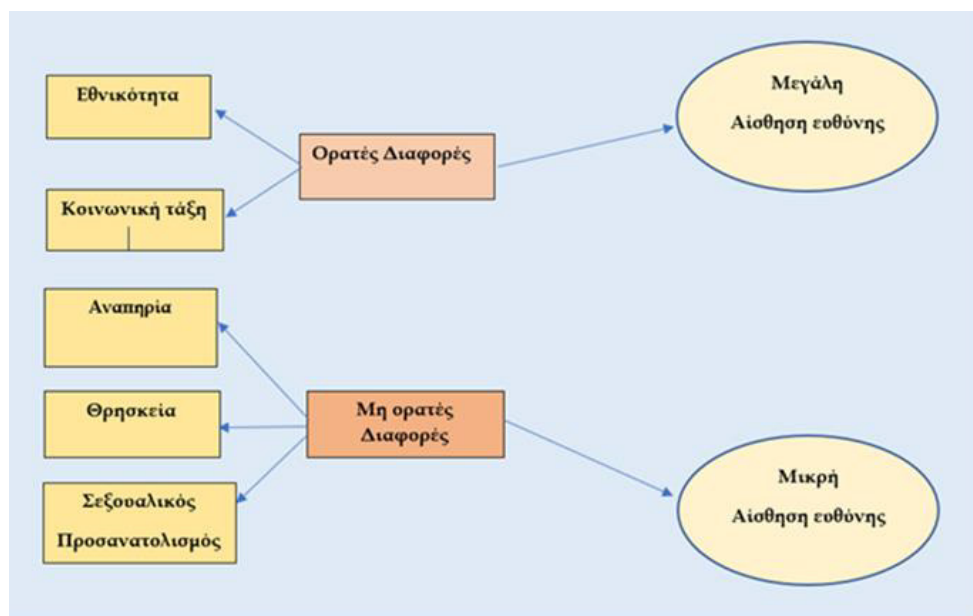 Εθνικότητα
Κοινωνική τάξη
Ορατές Διαφορές
Μεγάλη
Αίσθηση ευθύνης
Αναπηρία
Θρησκεία
Σεξουαλικός
Προσανατολισμός
Μη ορατές
Διαφορές
Μικρή
Αίσθηση ευθύνης